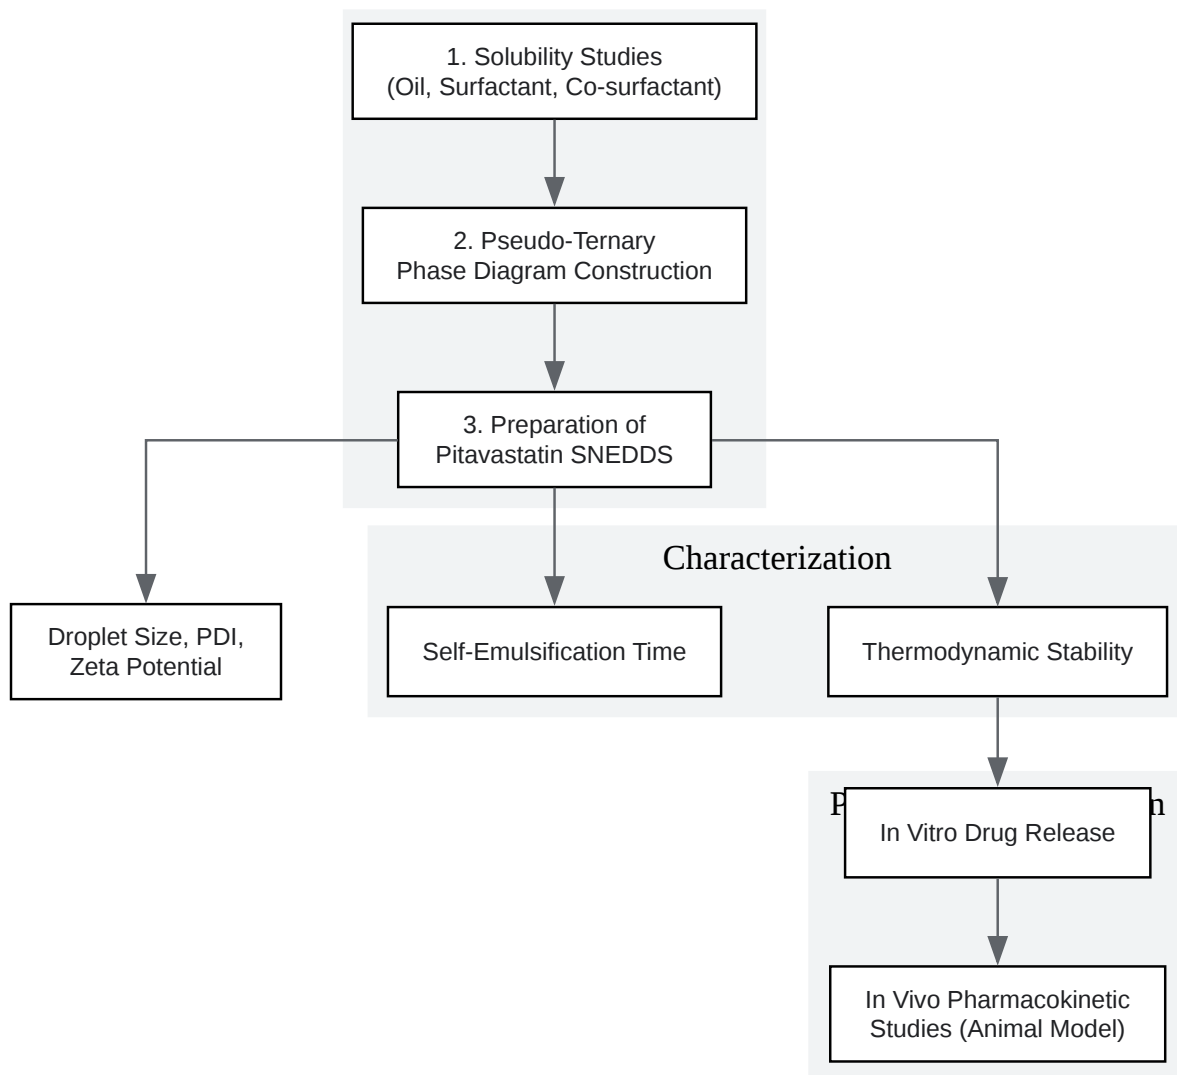 1. Solubility Studies
(Oil, Surfactant, Co-surfactant)
2. Pseudo-Ternary
Phase Diagram Construction
3. Preparation of
Pitavastatin SNEDDS
Characterization
Droplet Size, PDI,
Zeta Potential
Self-Emulsification Time
Thermodynamic Stability
In Vitro Drug Release
In Vivo Pharmacokinetic
Studies (Animal Model)